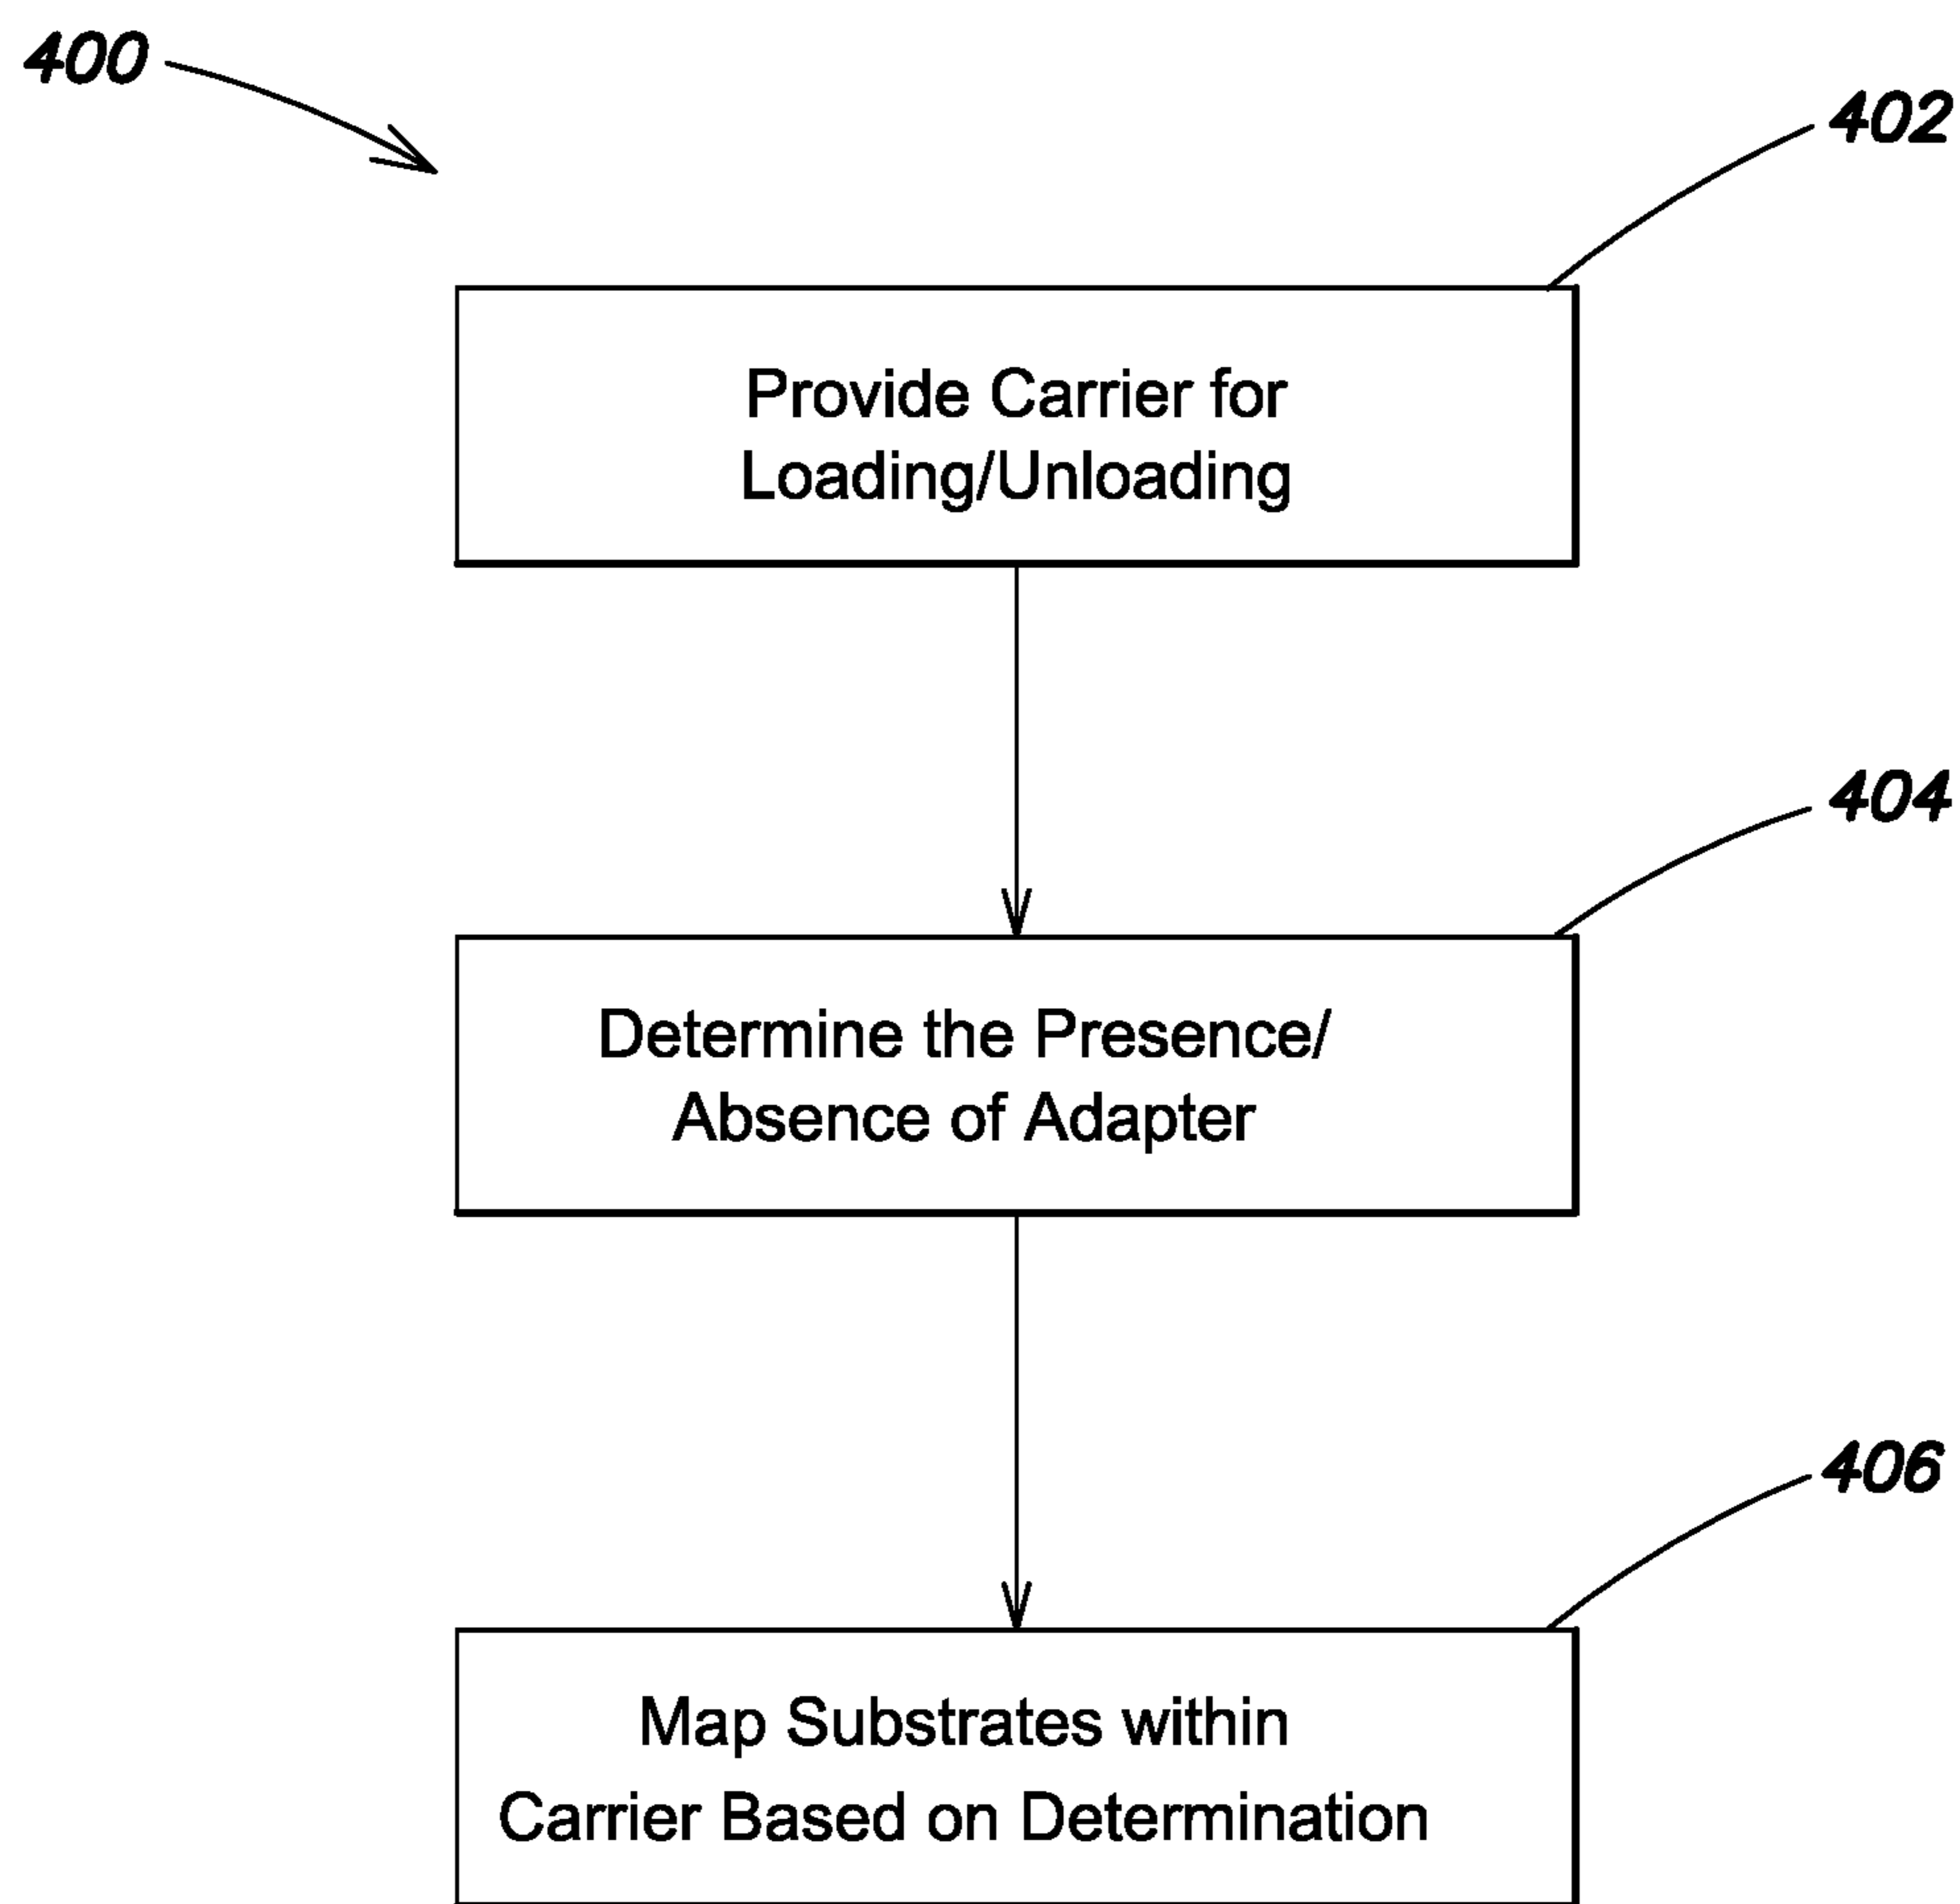 400
402
Provide Carrier for
Loading/Unloading
404
Determine the Presence/
Absence of Adapter
406
Map Substrates within
Carrier Based on Determination